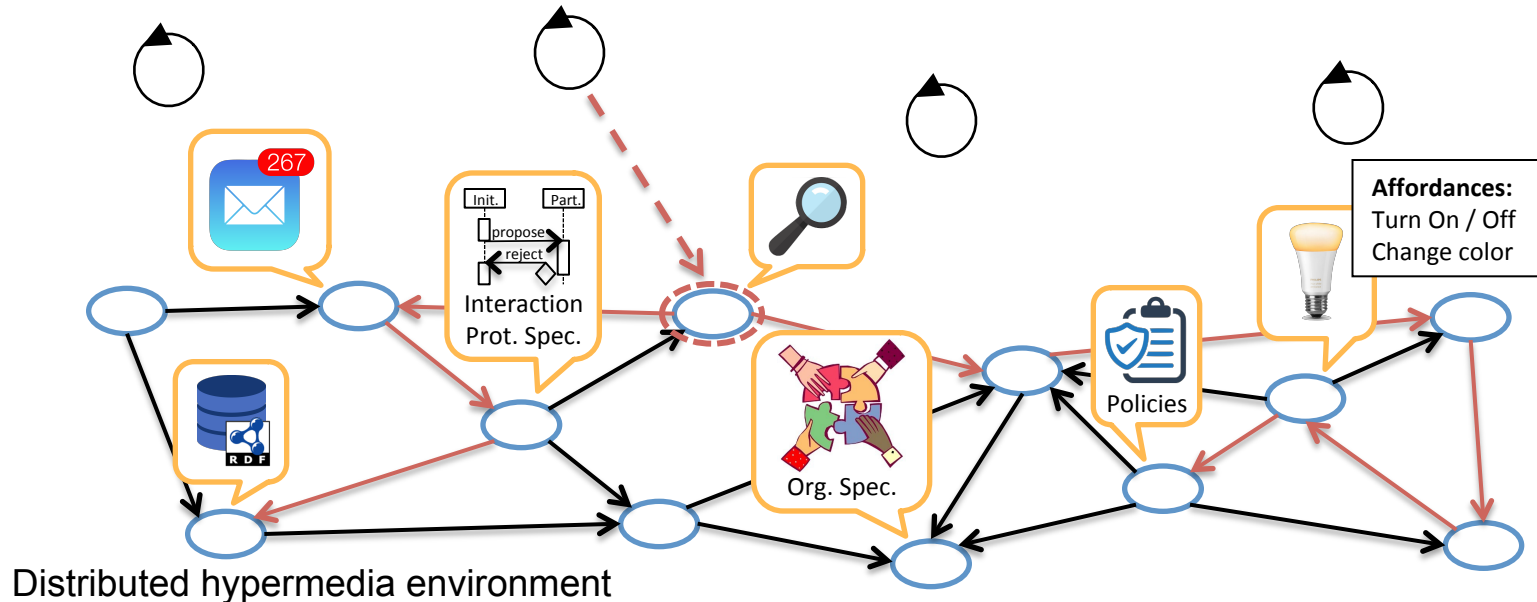 267
Init.
Part.
propose
reject
Interaction
Prot. Spec.
Affordances:
Turn On / Off
Change color
Policies
RDF
Org. Spec.
Distributed hypermedia environment